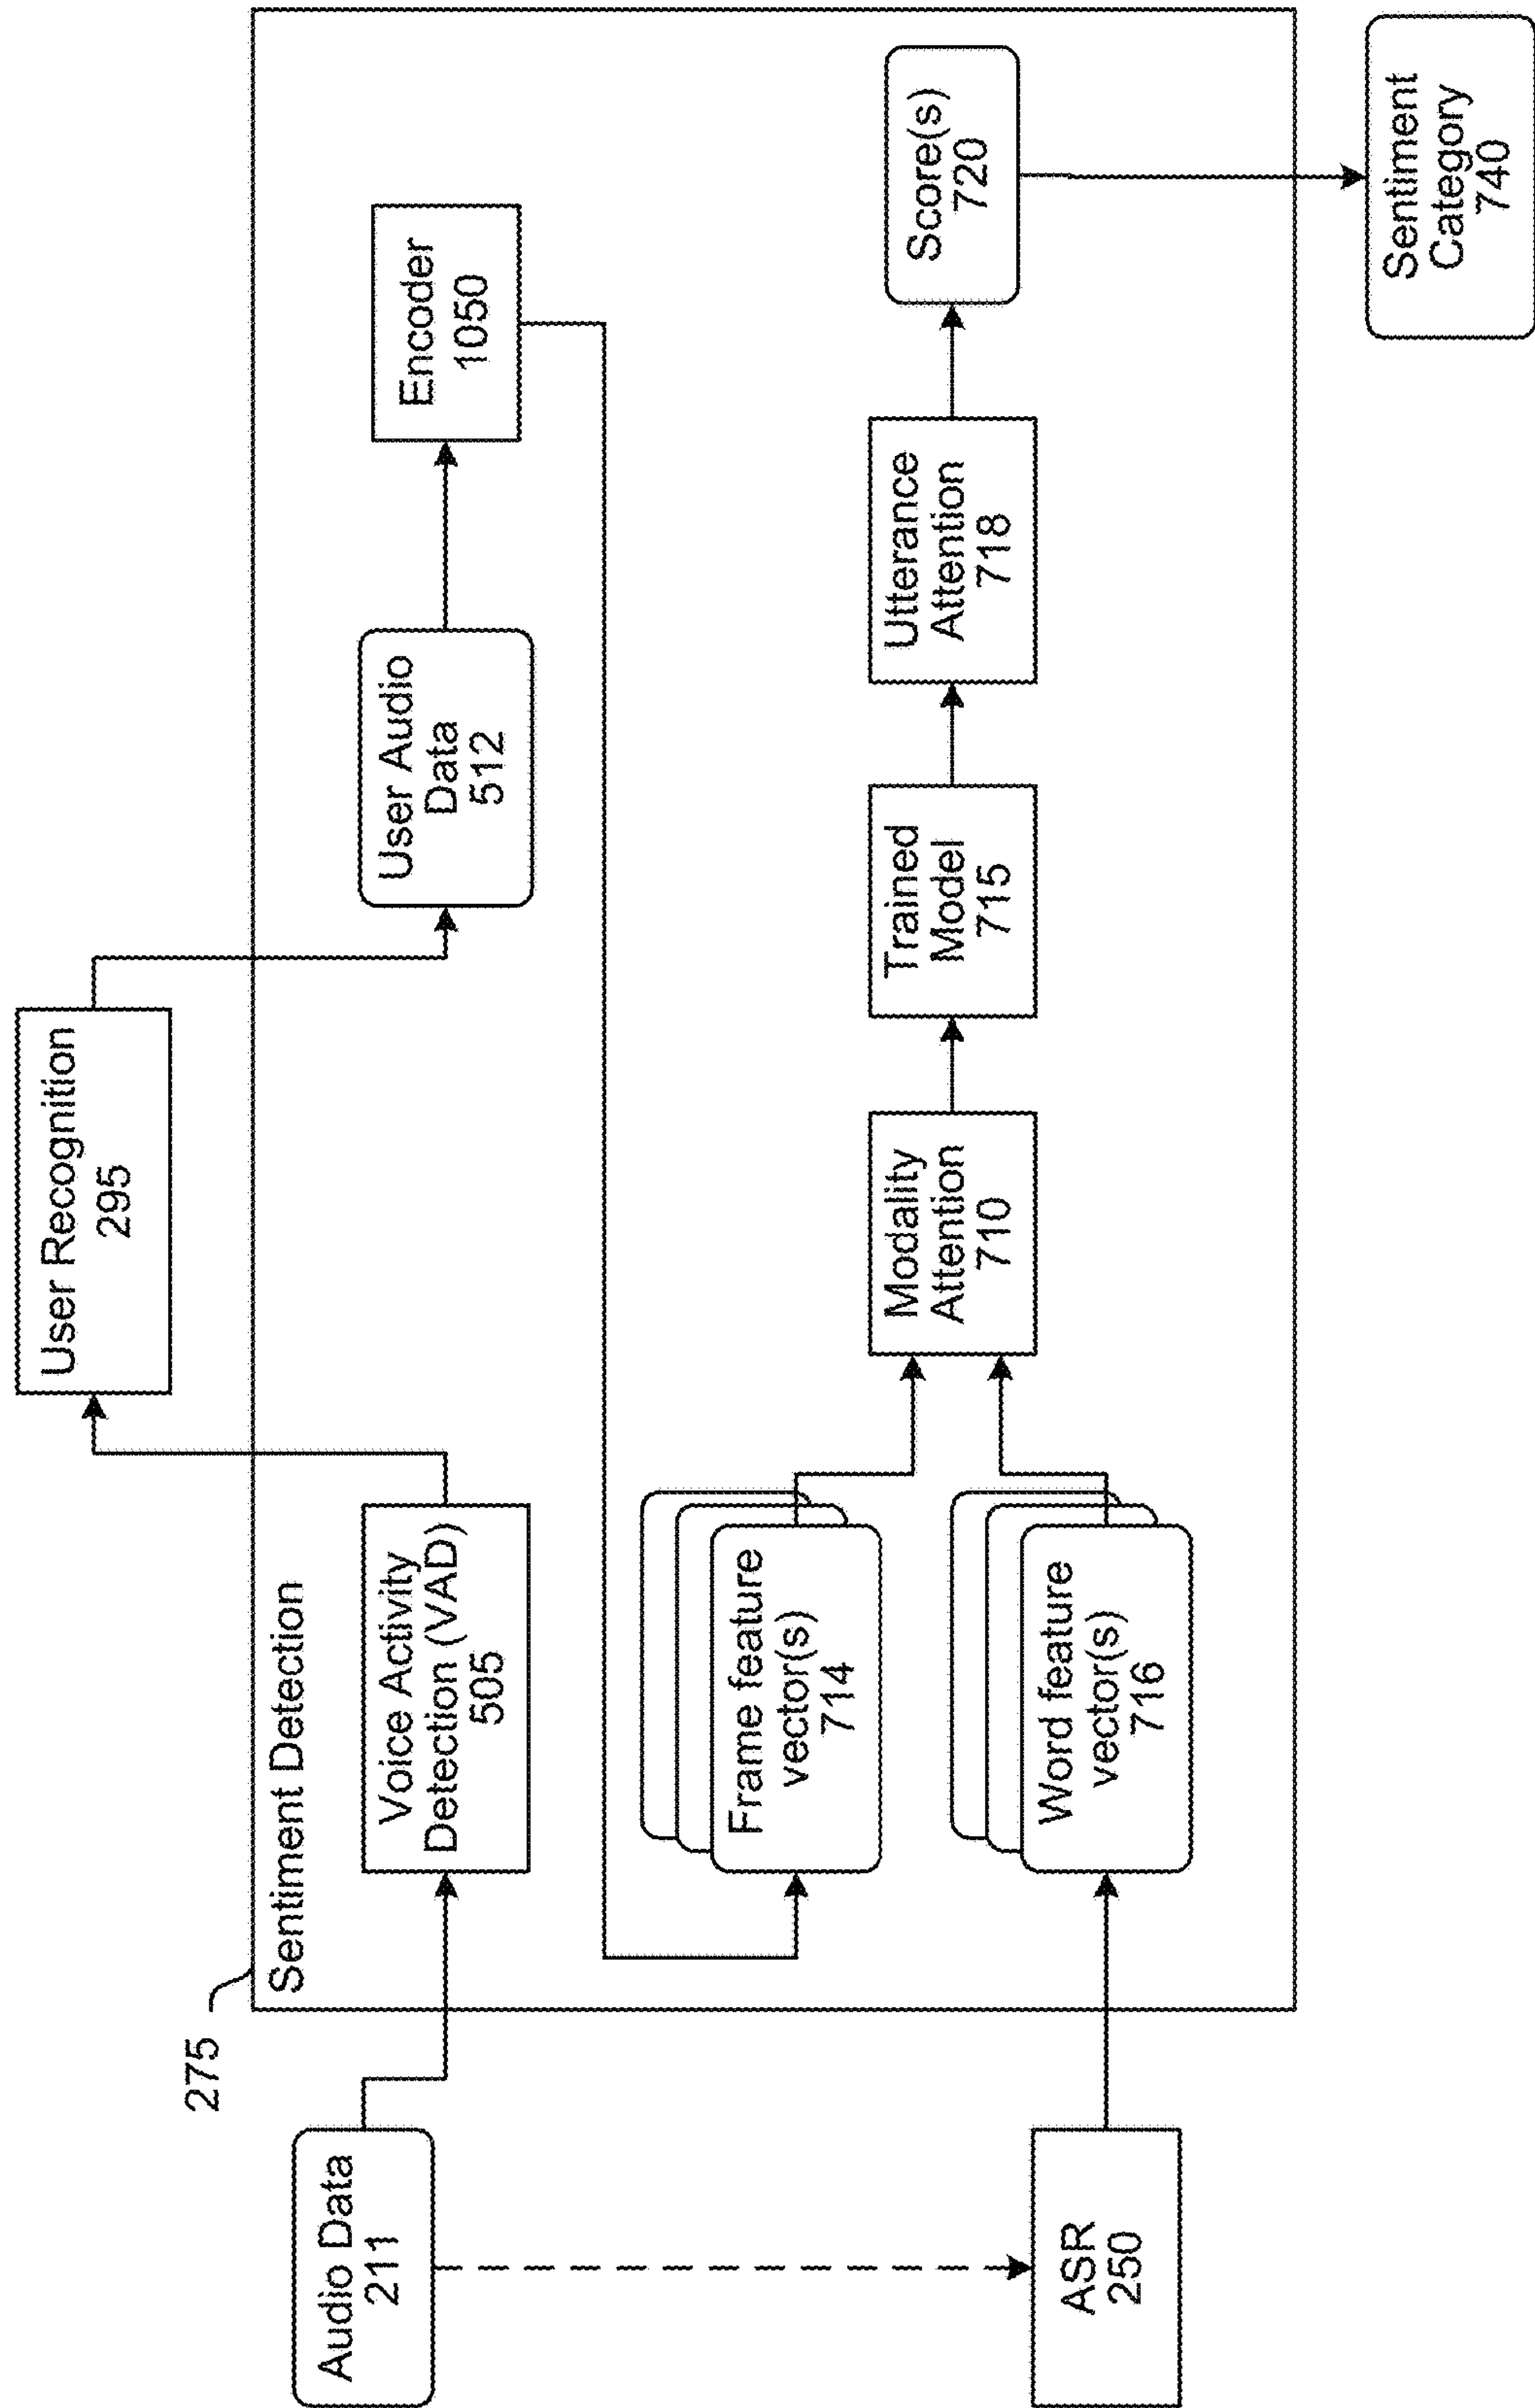 User Recognition
295
275
Sentiment Detection
Audio Data
211
Voice Activity
Detection (VAD)
505
User Audio
Data
512
Encoder
1050
Frame feature
vector(s)
714
Word feature
vector(s)
716
Modality
Attention
710
Trained
Model
715
Utterance
Attention
718
Score(s)
720
ASR
250
Sentiment
Category
740